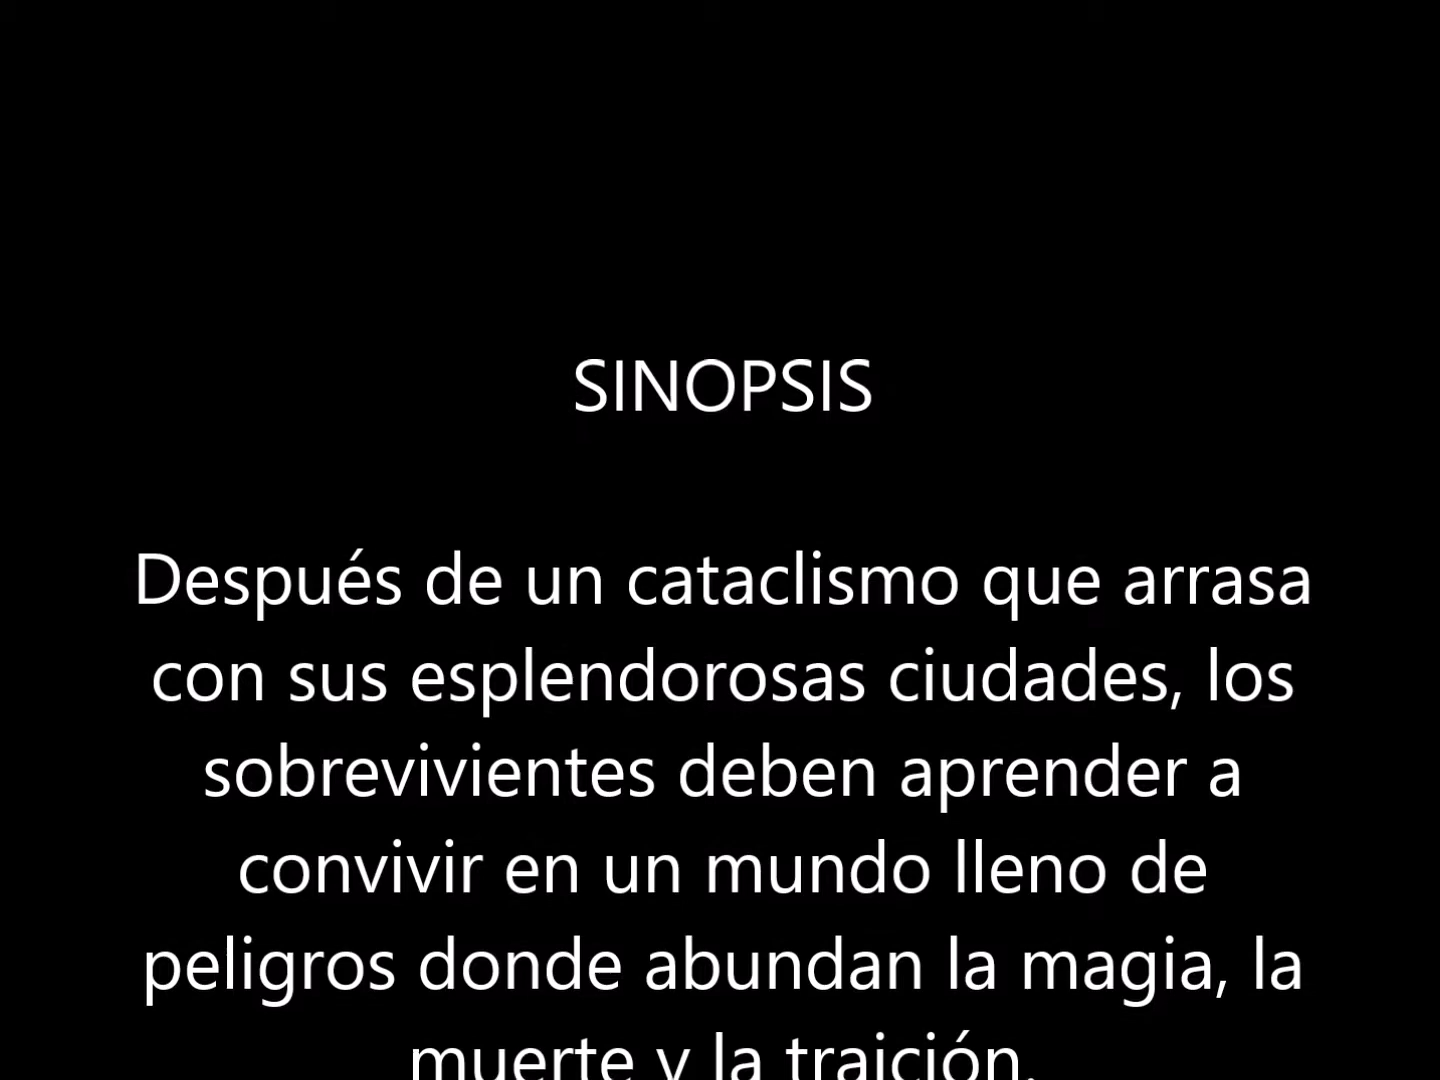 SINOPSIS
Después de un cataclismo que arrasa
con sus esplendorosas ciudades, los
sobrevivientes deben aprender a
convivir en un mundo lleno de
peligros donde abundan la magia, la
muerte y la traición.